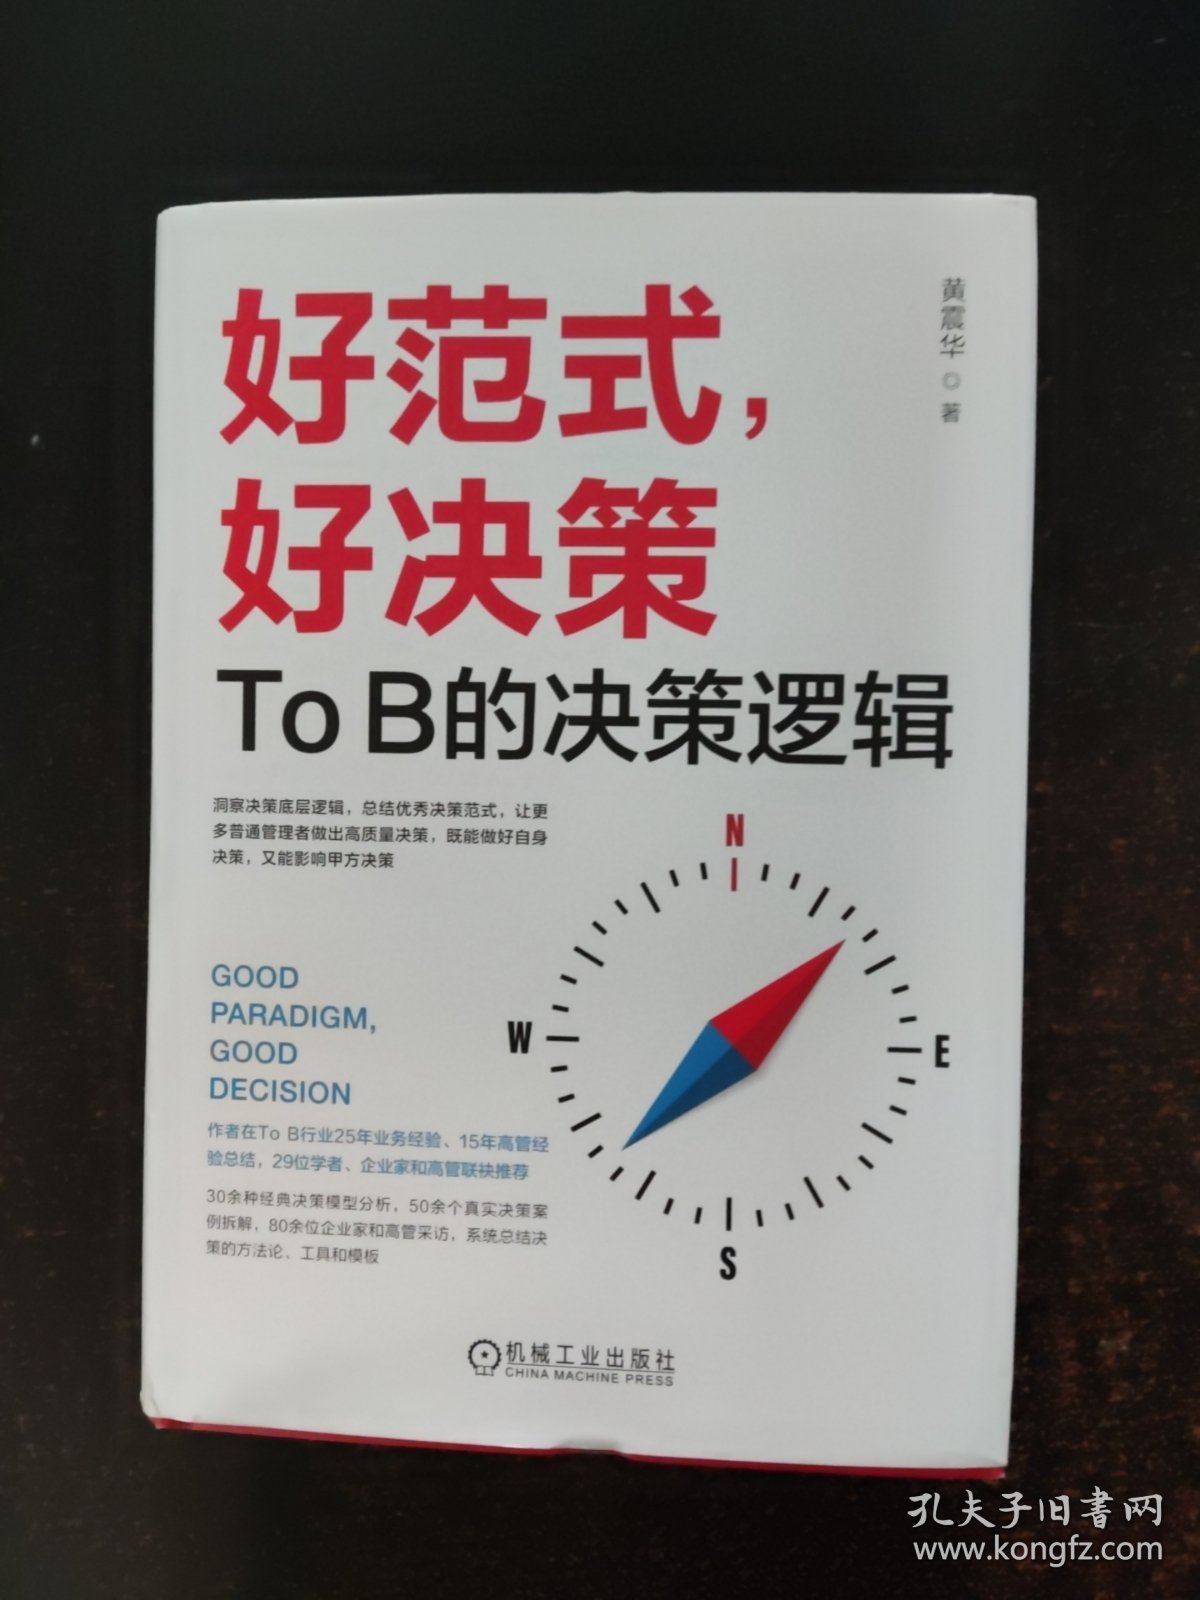 黄震华◎著
好范式，
好决策
To B的决策逻辑
洞察决策底层逻辑，总结优秀决策范式，让更
多普通管理者做出高质量决策，既能做好自身
决策，又能影响甲方决策
N
W
E
S
GOOD
PARADIGM,
GOOD
DECISION
作者在To B行业25年业务经验、15年高管经
验总结，29位学者、企业家和高管联袂推荐
30余种经典决策模型分析，50余个真实决策案
例拆解，80余位企业家和高管采访，系统总结决
策的方法论、工具和模板
机械工业出版社
CHINA MACHINE PRESS
孔夫子旧书网
www.kongfz.com